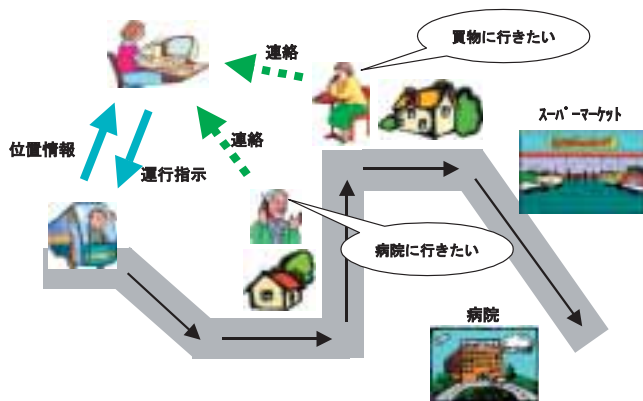 買物に行きたい
連絡
スーパーマーケット
連絡
位置情報
運行指示
病院に行きたい
病院